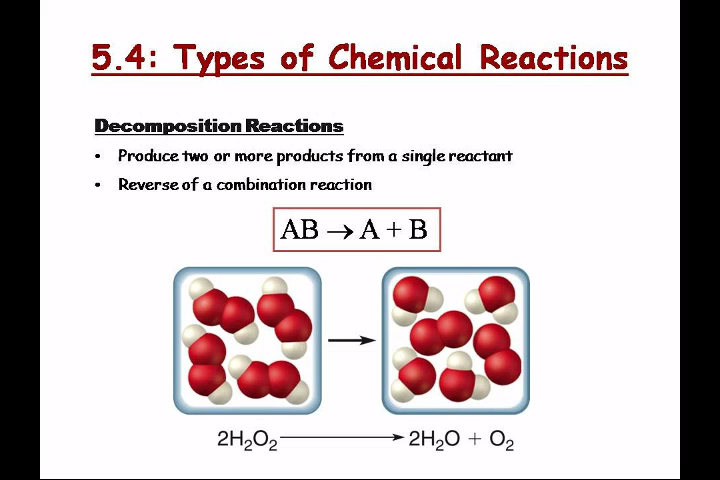 5.4: Types of Chemical Reactions
Decomposition Reactions
• Produce two or more products from a single reactant
• Reverse of a combination reaction
AB → A + B
2H₂O₂ → 2H₂O + O₂